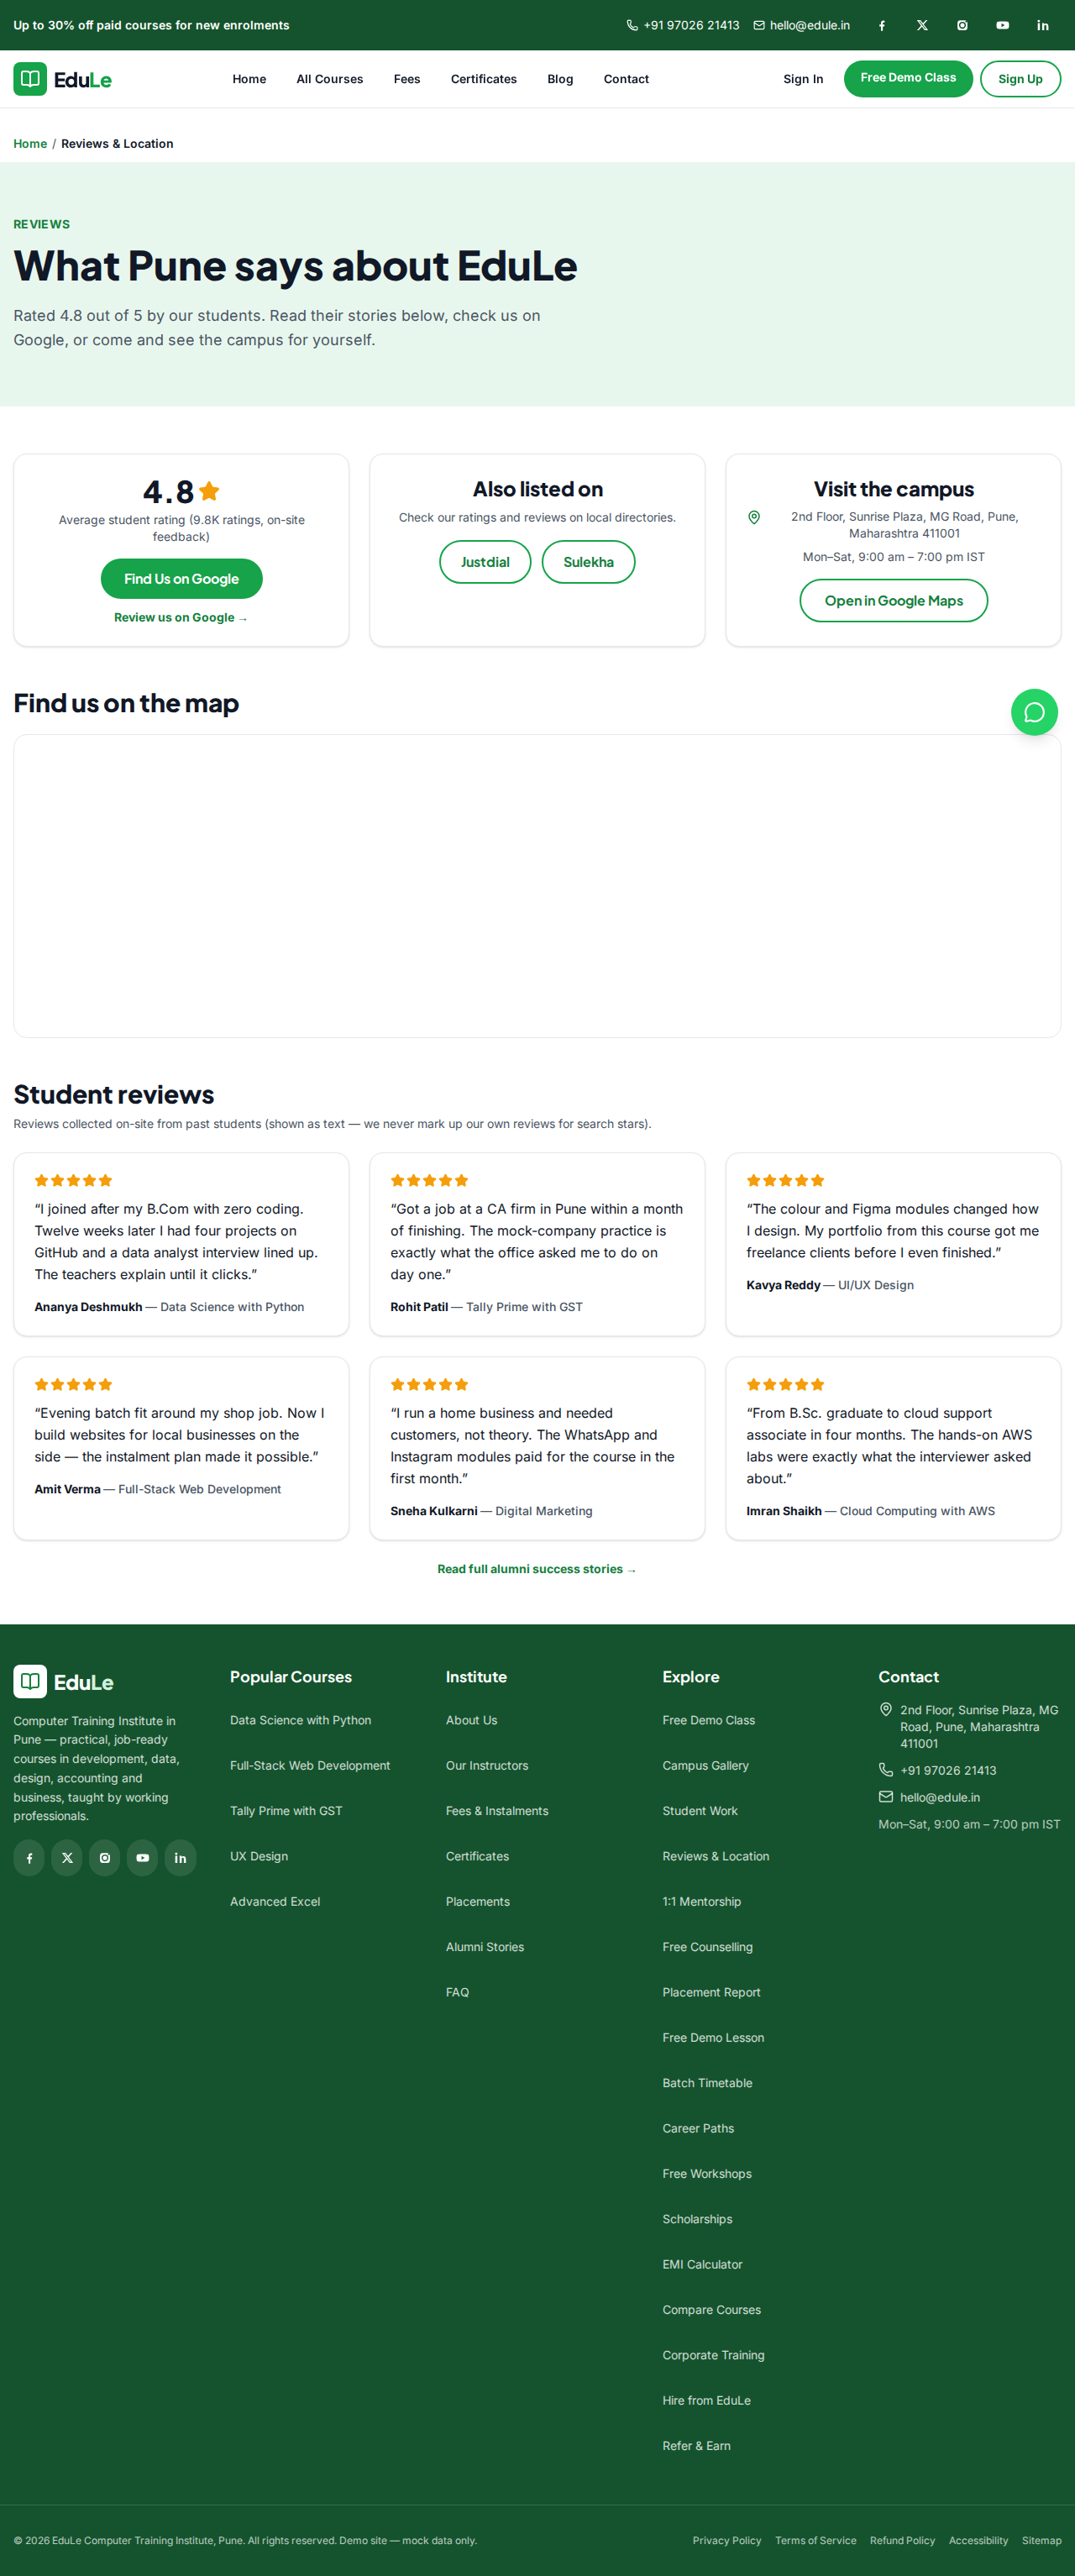 Up to 30% off paid courses for new enrolments
+91 97026 21413
hello@edule.in
EduLe
Home
All Courses
Fees
Certificates
Blog
Contact
Sign In
Free Demo Class
Sign Up
Home / Reviews & Location
REVIEWS
What Pune says about EduLe
Rated 4.8 out of 5 by our students. Read their stories below, check us on
Google, or come and see the campus for yourself.
4.8
Average student rating (9.8K ratings, on-site
feedback)
Find Us on Google
Review us on Google →
Also listed on
Check our ratings and reviews on local directories.
Justdial
Sulekha
Visit the campus
2nd Floor, Sunrise Plaza, MG Road, Pune,
Maharashtra 411001
Mon–Sat, 9:00 am – 7:00 pm IST
Open in Google Maps
Find us on the map
Student reviews
Reviews collected on-site from past students (shown as text — we never mark up our own reviews for search stars).
“I joined after my B.Com with zero coding.
Twelve weeks later I had four projects on
GitHub and a data analyst interview lined up.
The teachers explain until it clicks.”
Ananya Deshmukh — Data Science with Python
“Got a job at a CA firm in Pune within a month
of finishing. The mock-company practice is
exactly what the office asked me to do on
day one.”
Rohit Patil — Tally Prime with GST
“The colour and Figma modules changed how
I design. My portfolio from this course got me
freelance clients before I even finished.”
Kavya Reddy — UI/UX Design
“Evening batch fit around my shop job. Now I
build websites for local businesses on the
side — the instalment plan made it possible.”
Amit Verma — Full-Stack Web Development
“I run a home business and needed
customers, not theory. The WhatsApp and
Instagram modules paid for the course in the
first month.”
Sneha Kulkarni — Digital Marketing
“From B.Sc. graduate to cloud support
associate in four months. The hands-on AWS
labs were exactly what the interviewer asked
about.”
Imran Shaikh — Cloud Computing with AWS
Read full alumni success stories →
EduLe
Computer Training Institute in
Pune — practical, job-ready
courses in development, data,
design, accounting and
business, taught by working
professionals.
Popular Courses
Data Science with Python
Full-Stack Web Development
Tally Prime with GST
UX Design
Advanced Excel
Institute
About Us
Our Instructors
Fees & Instalments
Certificates
Placements
Alumni Stories
FAQ
Explore
Free Demo Class
Campus Gallery
Student Work
Reviews & Location
1:1 Mentorship
Free Counselling
Placement Report
Free Demo Lesson
Batch Timetable
Career Paths
Free Workshops
Scholarships
EMI Calculator
Compare Courses
Corporate Training
Hire from EduLe
Refer & Earn
Contact
2nd Floor, Sunrise Plaza, MG
Road, Pune, Maharashtra
411001
+91 97026 21413
hello@edule.in
Mon–Sat, 9:00 am – 7:00 pm IST
© 2026 EduLe Computer Training Institute, Pune. All rights reserved. Demo site — mock data only.
Privacy Policy
Terms of Service
Refund Policy
Accessibility
Sitemap